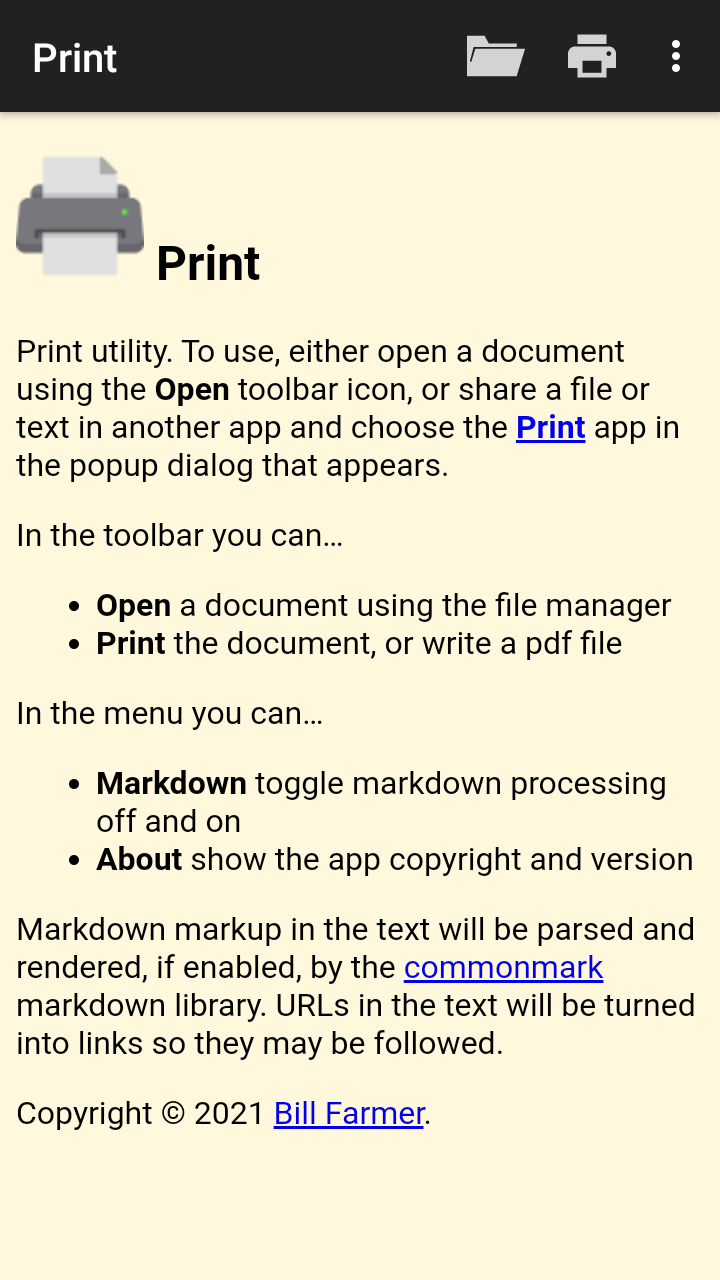 Print
Print
Print utility. To use, either open a document
using the Open toolbar icon, or share a file or
text in another app and choose the Print app in
the popup dialog that appears.
In the toolbar you can…
• Open a document using the file manager
• Print the document, or write a pdf file
In the menu you can…
• Markdown toggle markdown processing
off and on
• About show the app copyright and version
Markdown markup in the text will be parsed and
rendered, if enabled, by the commonmark
markdown library. URLs in the text will be turned
into links so they may be followed.
Copyright © 2021 Bill Farmer.